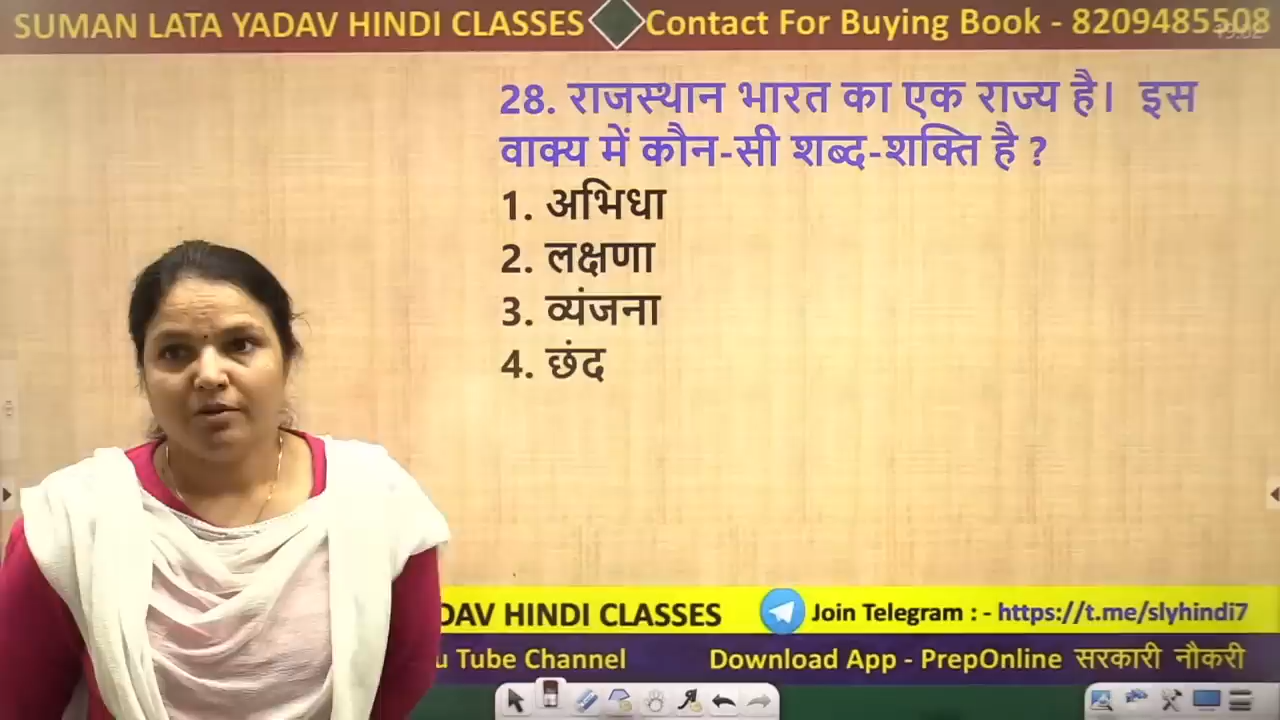 SUMAN LATA YADAV HINDI CLASSES Contact For Buying Book - 8209485508
28. राजस्थान भारत का एक राज्य है। इस
वाक्य में कौन-सी शब्द-शक्ति है ?
1. अभिधा
2. लक्षणा
3. व्यंजना
4. छंद
DAV HINDI CLASSES Join Telegram : - https://t.me/slyhindi7
u Tube Channel Download App - PrepOnline सरकारी नौकरी